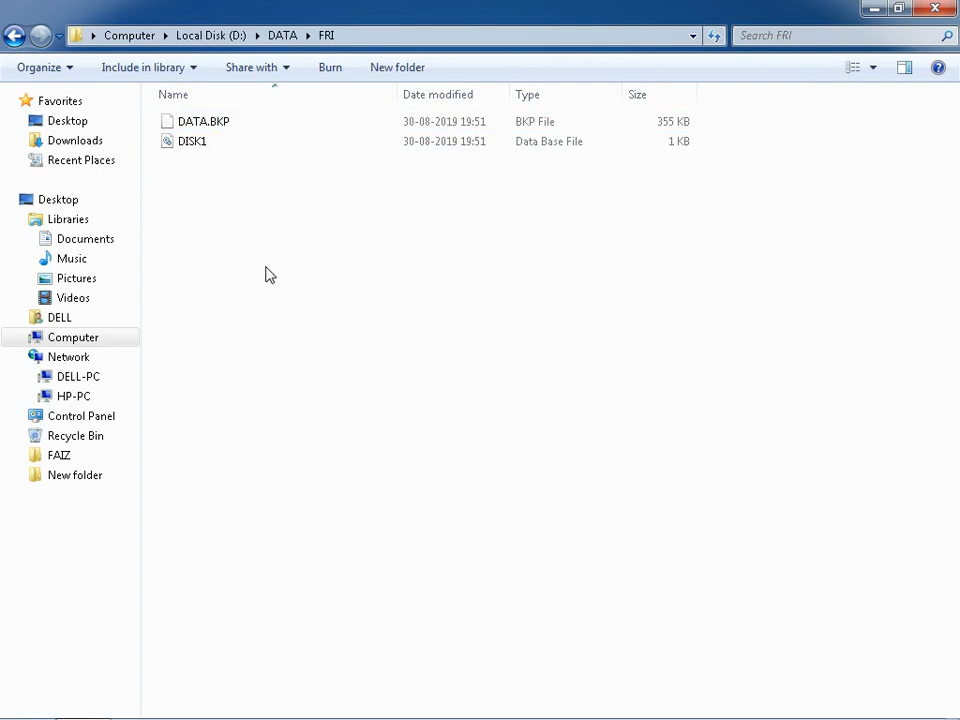 Computer Local Disk (D:) DATA FRI Search FRI
Organize Include in library Share with Burn New folder
Name Date modified Type Size
DATA.BKP 30-08-2019 19:51 BKP File 355 KB
DISK1 30-08-2019 19:51 Data Base File 1 KB
Favorites
Desktop
Downloads
Recent Places
Desktop
Libraries
Documents
Music
Pictures
Videos
DELL
Computer
Network
DELL-PC
HP-PC
Control Panel
Recycle Bin
FAIZ
New folder